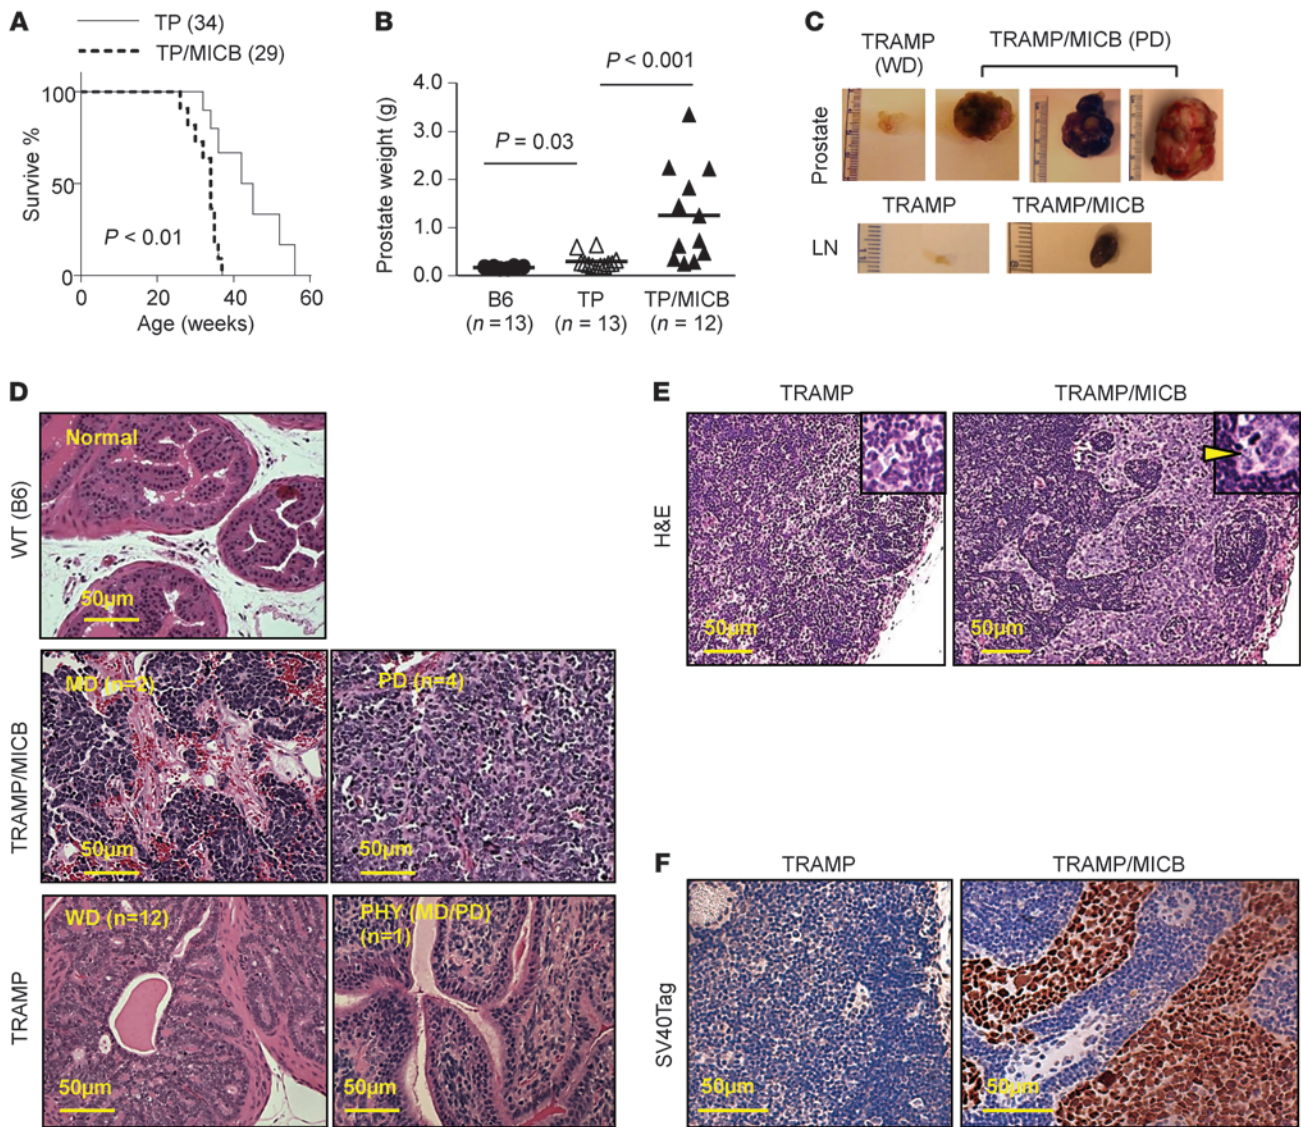 A
TP (34)
TP/MICB (29)
100
50
0
Survive %
P < 0.01
0
20
40
60
Age (weeks)
B
P < 0.001
P = 0.03
4.0
3.0
2.0
1.0
0.0
Prostate weight (g)
B6
(n = 13)
TP
(n = 13)
TP/MICB
(n = 12)
C
TRAMP
(WD)
TRAMP/MICB (PD)
Prostate
TRAMP
TRAMP/MICB
LN
D
WT (B6)
Normal
50µm
TRAMP/MICB
MD (n=2)
50µm
PD (n=4)
50µm
TRAMP
WD (n=12)
50µm
PHY (MD/PD)
(n=1)
50µm
E
TRAMP
TRAMP/MICB
H&E
50µm
50µm
F
TRAMP
TRAMP/MICB
SV40Tag
50µm
50µm